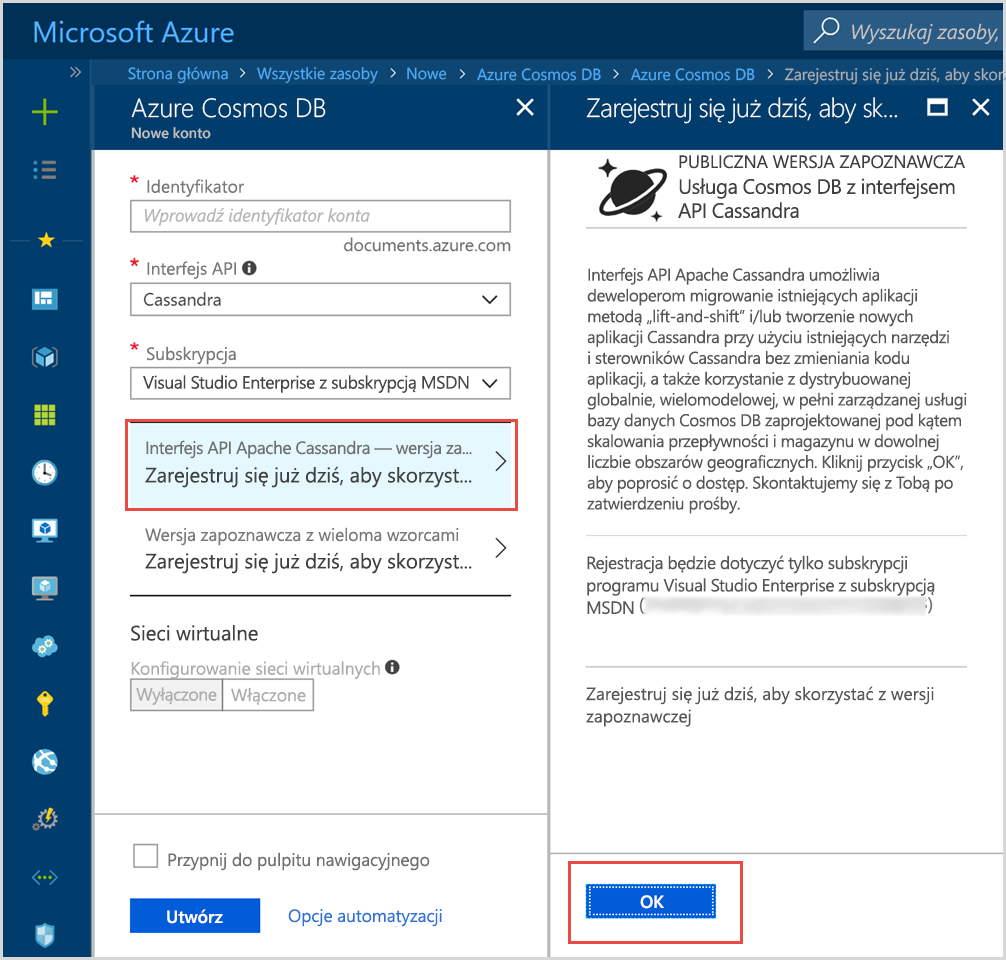 Microsoft Azure
Wyszukaj zasoby,
Strona główna > Wszystkie zasoby > Nowe > Azure Cosmos DB > Azure Cosmos DB > Zarejestruj się już dziś, aby skor
Azure Cosmos DB
Nowe konto
* Identyfikator
Wprowadź identyfikator konta
documents.azure.com
* Interfejs API
Cassandra
* Subskrypcja
Visual Studio Enterprise z subskrypcją MSDN
Interfejs API Apache Cassandra — wersja za...
Zarejestruj się już dziś, aby skorzyst...
Wersja zapoznawcza z wieloma wzorcami
Zarejestruj się już dziś, aby skorzyst...
Sieci wirtualne
Konfigurowanie sieci wirtualnych
Wyłączone Włączone
Przypnij do pulpitu nawigacyjnego
Utwórz Opcje automatyzacji
Zarejestruj się już dziś, aby sk...
PUBLICZNA WERSJA ZAPOZNAWCZA
Usługa Cosmos DB z interfejsem
API Cassandra
Interfejs API Apache Cassandra umożliwia
deweloperom migrowanie istniejących aplikacji
metodą „lift-and-shift” i/lub tworzenie nowych
aplikacji Cassandra przy użyciu istniejących narzędzi
i sterowników Cassandra bez zmieniania kodu
aplikacji, a także korzystanie z dystrybuowanej
globalnie, wielomodelowej, w pełni zarządzanej usługi
bazy danych Cosmos DB zaprojektowanej pod kątem
skalowania przepływności i magazynu w dowolnej
liczbie obszarów geograficznych. Kliknij przycisk „OK”,
aby poprosić o dostęp. Skontaktujemy się z Tobą po
zatwierdzeniu prośby.
Rejestracja będzie dotyczyć tylko subskrypcji
programu Visual Studio Enterprise z subskrypcją
MSDN ( )
Zarejestruj się już dziś, aby skorzystać z wersji
zapoznawczej
OK